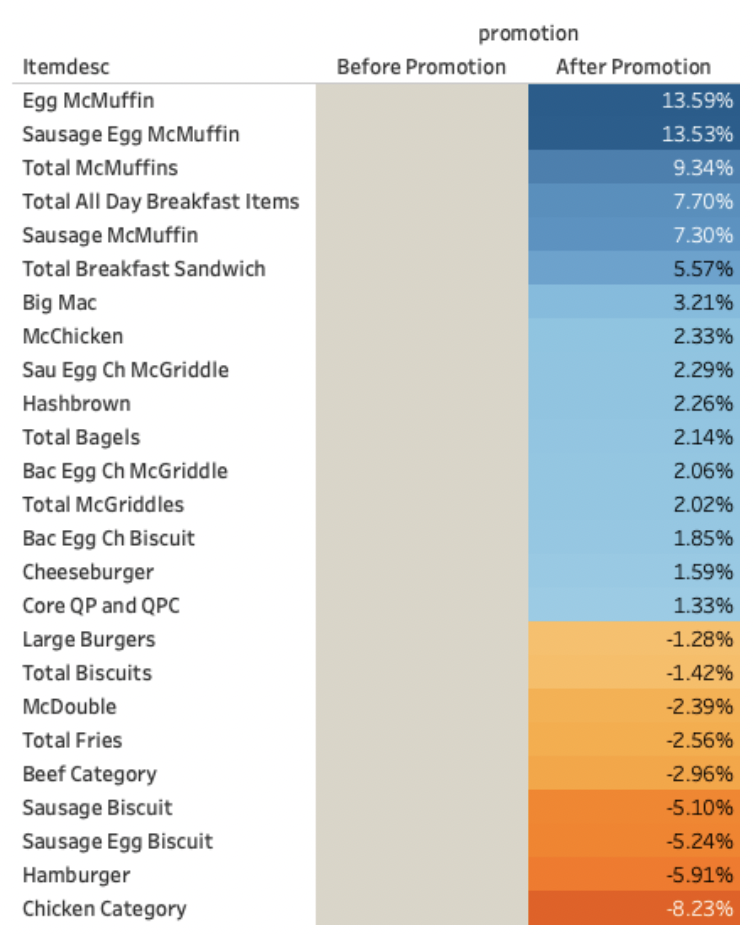 promotion
Itemdesc Before Promotion After Promotion
Egg McMuffin 13.59%
Sausage Egg McMuffin 13.53%
Total McMuffins 9.34%
Total All Day Breakfast Items 7.70%
Sausage McMuffin 7.30%
Total Breakfast Sandwich 5.57%
Big Mac 3.21%
McChicken 2.33%
Sau Egg Ch McGriddle 2.29%
Hashbrown 2.26%
Total Bagels 2.14%
Bac Egg Ch McGriddle 2.06%
Total McGriddles 2.02%
Bac Egg Ch Biscuit 1.85%
Cheeseburger 1.59%
Core QP and QPC 1.33%
Large Burgers -1.28%
Total Biscuits -1.42%
McDouble -2.39%
Total Fries -2.56%
Beef Category -2.96%
Sausage Biscuit -5.10%
Sausage Egg Biscuit -5.24%
Hamburger -5.91%
Chicken Category -8.23%